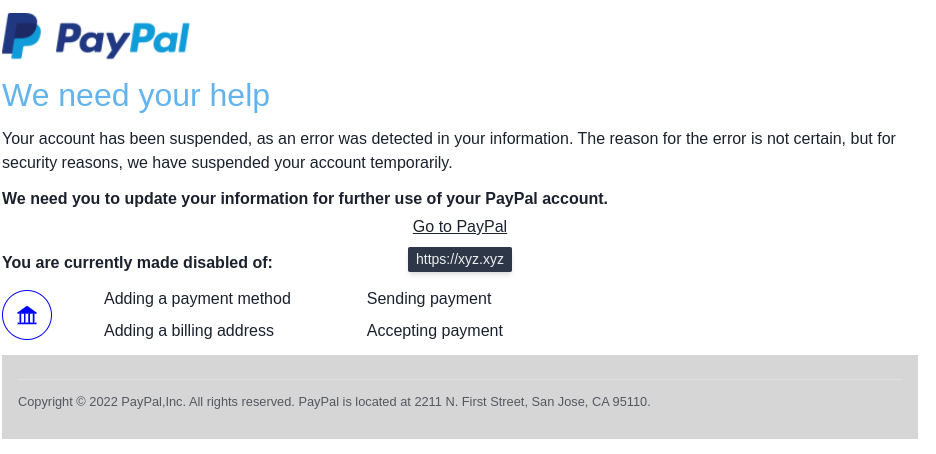 PayPal
We need your help
Your account has been suspended, as an error was detected in your information. The reason for the error is not certain, but for
security reasons, we have suspended your account temporarily.
We need you to update your information for further use of your PayPal account.
Go to PayPal
https://xyz.xyz
You are currently made disabled of:
Adding a payment method Sending payment
Adding a billing address Accepting payment
Copyright © 2022 PayPal,Inc. All rights reserved. PayPal is located at 2211 N. First Street, San Jose, CA 95110.